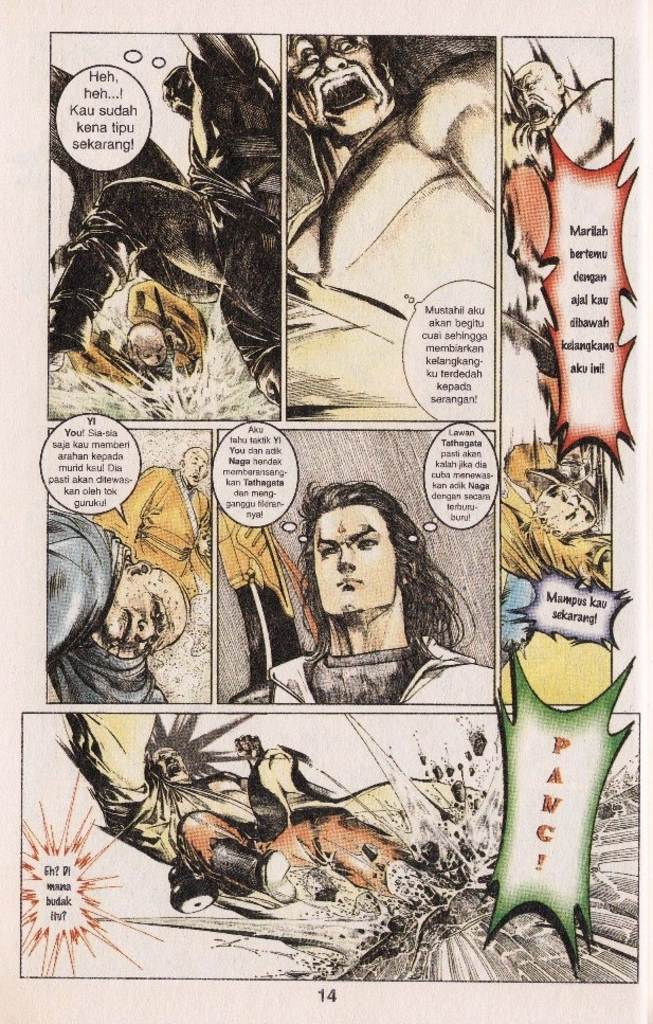 Heh,
heh...!
Kau sudah
kena tipu
sekarang!
Mustahil aku
akan begitu
cuai sehingga
membiarkan
kelangkang-
ku terdedah
kepada
serangan!
Marilah
bertemu
dengan
ajal kau
dibawah
kelangkang
aku ini!
YI
You! Sia-sia
saja kau memberi
arahan kepada
murid kau! Dia
pasti akan ditewas-
kan oleh tok
guruku!
Aku
tahu taktik YI
You dan adik
Naga hendak
memberansang-
kan Tathagata
dan meng-
ganggu fikiran-
nya!
Lawan
Tathagata
pasti akan
kalah jika dia
cuba menewas-
kan adik Naga
dengan secara
terburu-
buru!
Mampus kau
sekarang!
PANG!
Eh? Di
mana
budak
itu?
14